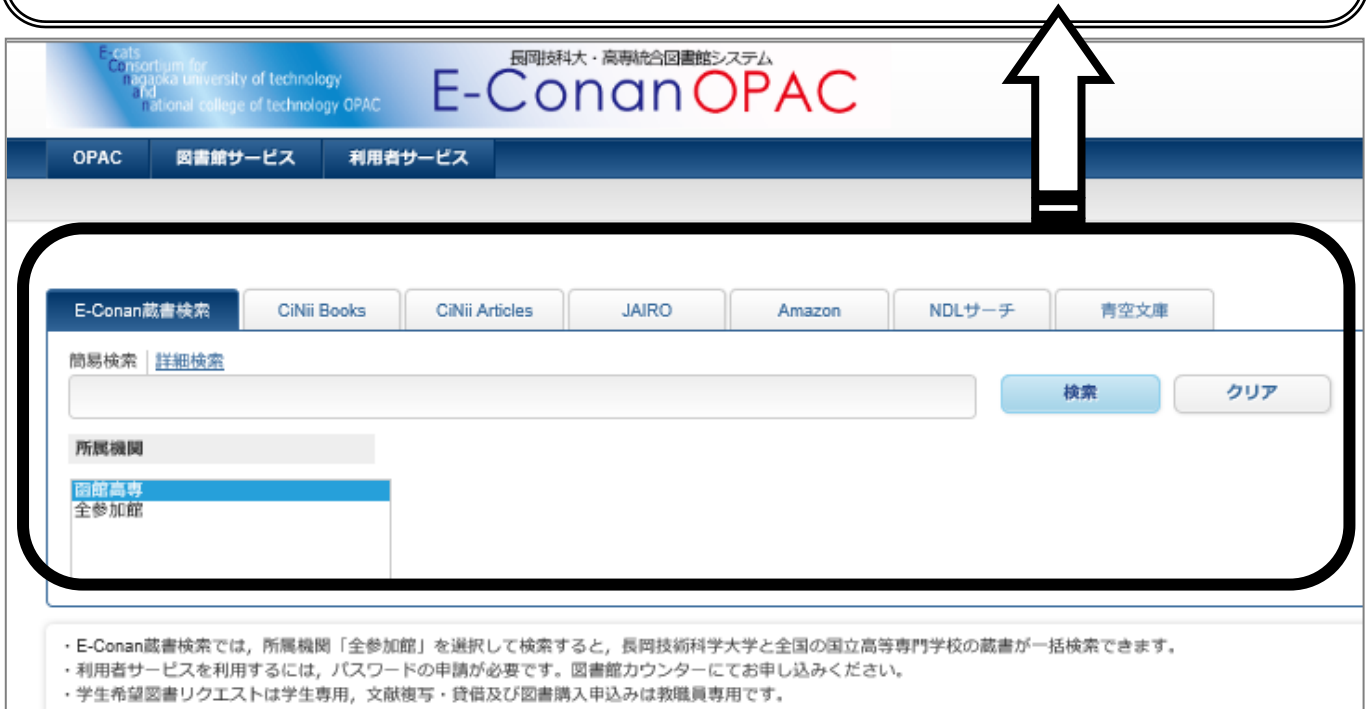 E-cats
Consortium for
nagaoka university of technology
and
national college of technology OPAC
長岡技科大・高専統合図書館システム
E-Conan OPAC
OPAC 図書館サービス 利用者サービス
E-Conan蔵書検索 CiNii Books CiNii Articles JAIRO Amazon NDLサーチ 青空文庫
簡易検索 詳細検索
検索 クリア
所属機関
函館高専
全参加館
・E-Conan蔵書検索では，所属機関「全参加館」を選択して検索すると，長岡技術科学大学と全国の国立高等専門学校の蔵書が一括検索できます。
・利用者サービスを利用するには，パスワードの申請が必要です。図書館カウンターにてお申し込みください。
・学生希望図書リクエストは学生専用，文献複写・貸借及び図書購入申込みは教職員専用です。